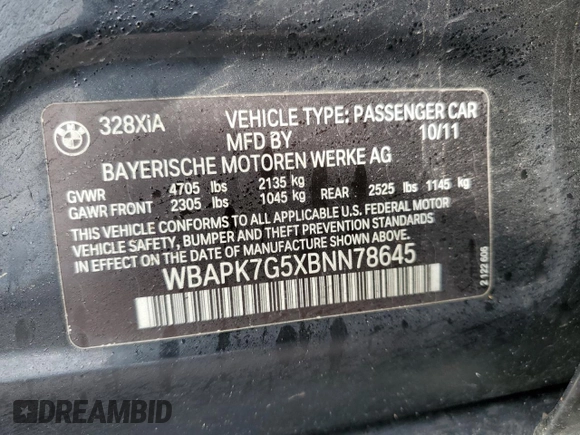 BMW
328XiA VEHICLE TYPE: PASSENGER CAR
MFD BY 10/11
BAYERISCHE MOTOREN WERKE AG
GVWR 4705 lbs 2135 kg
GAWR FRONT 2305 lbs 1045 kg REAR 2525 lbs 1145 kg
THIS VEHICLE CONFORMS TO ALL APPLICABLE U.S. FEDERAL MOTOR
VEHICLE SAFETY, BUMPER, AND THEFT PREVENTION STANDARDS
IN EFFECT ON THE DATE OF MANUFACTURE SHOWN ABOVE.
WBAPK7G5XBNN78645
2 122 606
DREAMBID